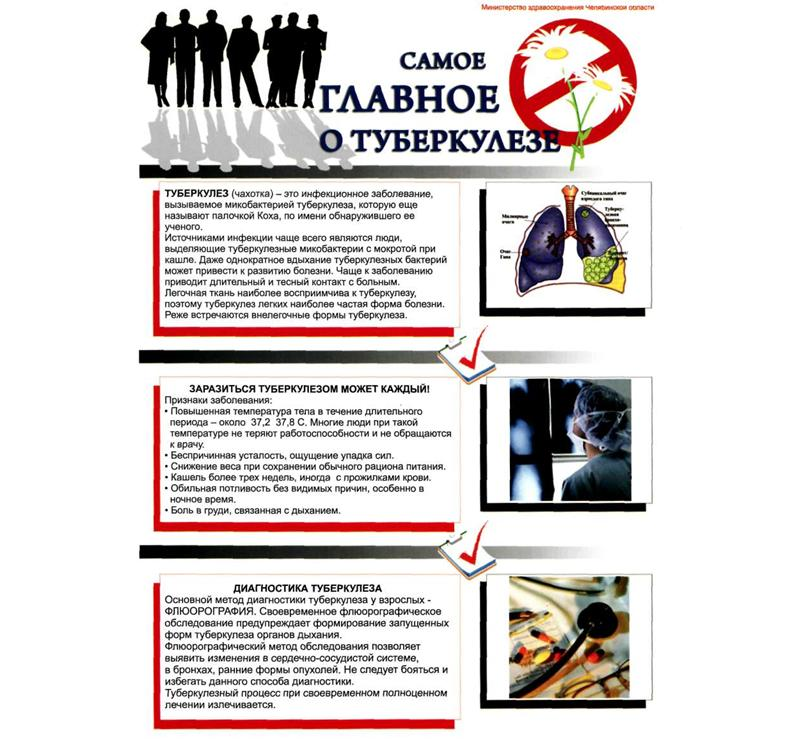 Министерство здравоохранения Челябинской области
САМОЕ
ГЛАВНОЕ
О ТУБЕРКУЛЕЗЕ
ТУБЕРКУЛЕЗ (чахотка) – это инфекционное заболевание,
вызываемое микобактерией туберкулеза, которую еще
называют палочкой Коха, по имени обнаружившего ее
ученого.
Источниками инфекции чаще всего являются люди,
выделяющие туберкулезные микобактерии с мокротой при
кашле. Даже однократное вдыхание туберкулезных бактерий
может привести к развитию болезни. Чаще к заболеванию
приводит длительный и тесный контакт с больным.
Легочная ткань наиболее восприимчива к туберкулезу,
поэтому туберкулез легких наиболее частая форма болезни.
Реже встречаются внелегочные формы туберкулеза.
Милиарные
очаги
Очаг
Гона
взрослого типа
ЗАРАЗИТЬСЯ ТУБЕРКУЛЕЗОМ МОЖЕТ КАЖДЫЙ!
Признаки заболевания:
• Повышенная температура тела в течение длительного
периода – около 37,2 37,8 С. Многие люди при такой
температуре не теряют работоспособности и не обращаются
к врачу.
• Беспричинная усталость, ощущение упадка сил.
• Снижение веса при сохранении обычного рациона питания.
• Кашель более трех недель, иногда с прожилками крови.
• Обильная потливость без видимых причин, особенно в
ночное время.
• Боль в груди, связанная с дыханием.
ДИАГНОСТИКА ТУБЕРКУЛЕЗА
Основной метод диагностики туберкулеза у взрослых -
ФЛЮОРОГРАФИЯ. Своевременное флюорографическое
обследование предупреждает формирование запущенных
форм туберкулеза органов дыхания.
Флюорографический метод обследования позволяет
выявить изменения в сердечно-сосудистой системе,
в бронхах, ранние формы опухолей. Не следует бояться и
избегать данного способа диагностики.
Туберкулезный процесс при своевременном полноценном
лечении излечивается.